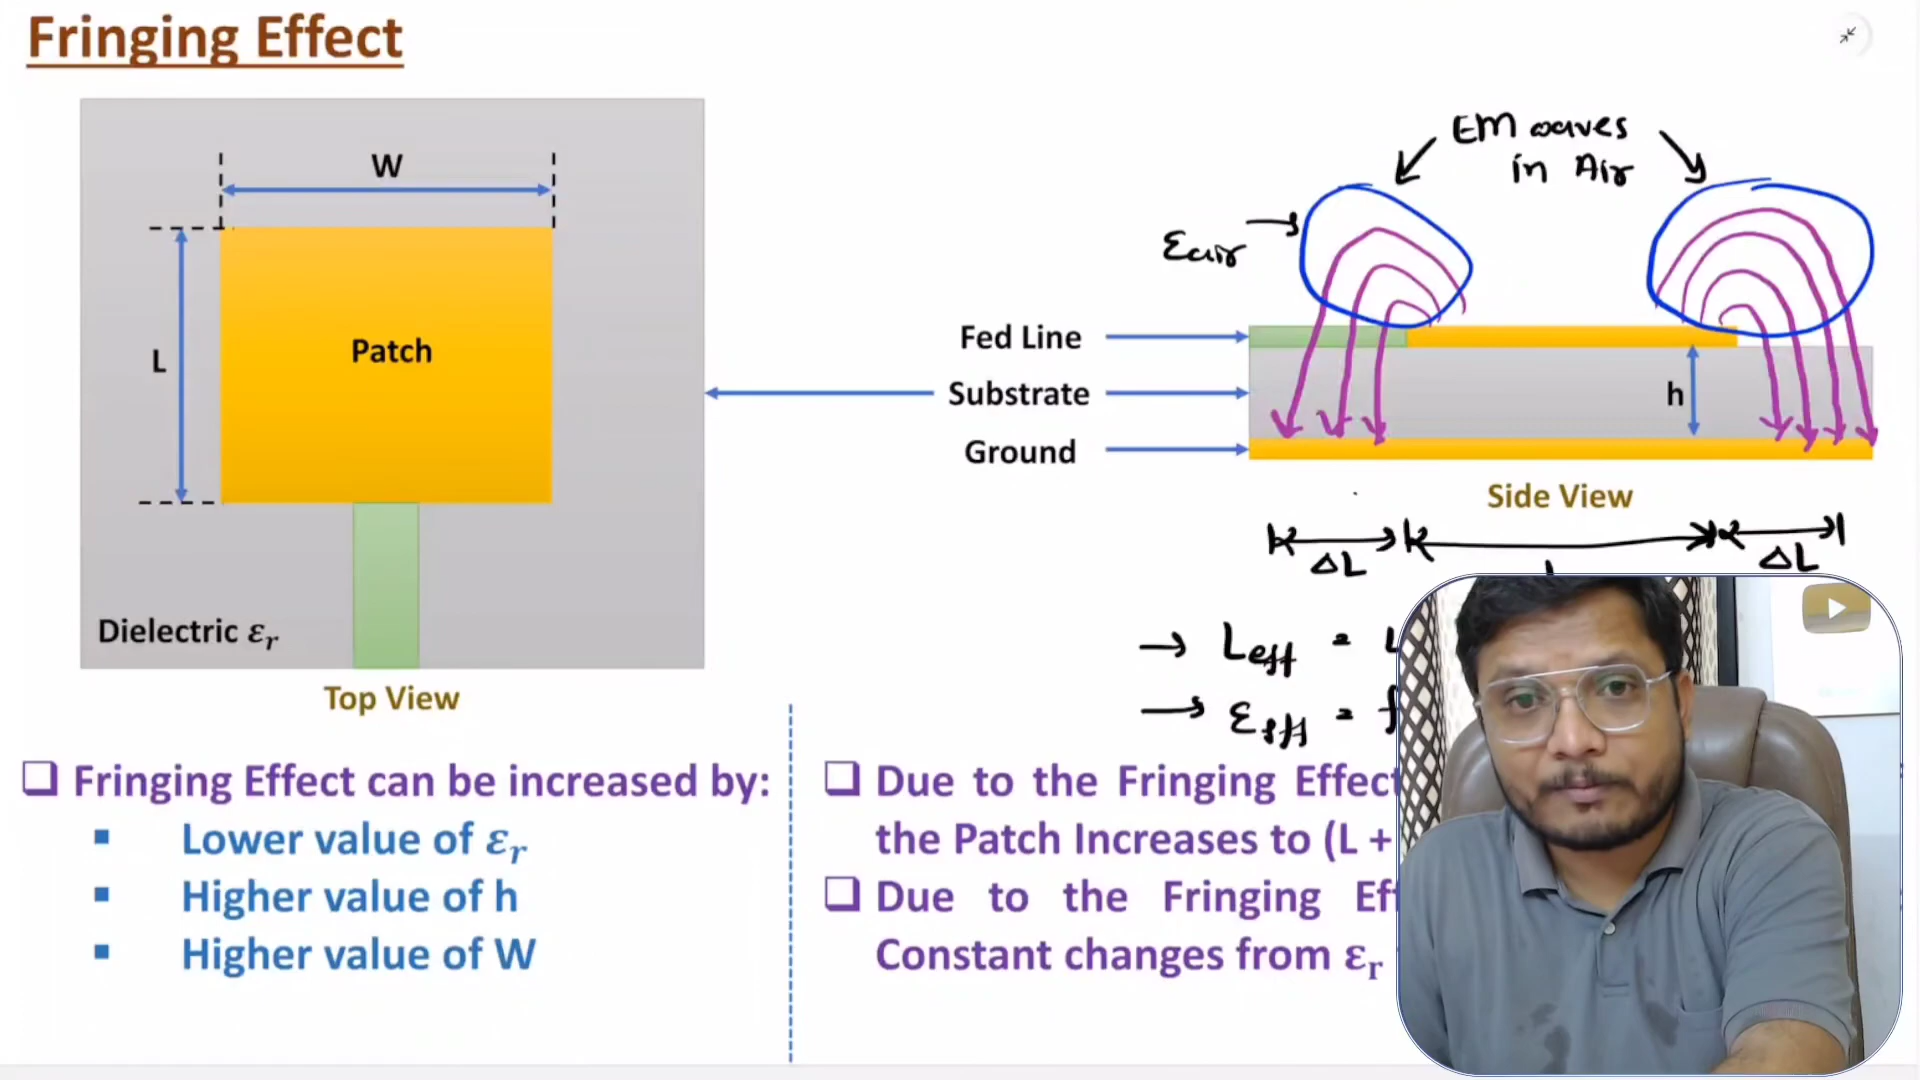 Fringing Effect
W
L
Patch
Dielectric εr
Top View
EM waves
in Air
εair
Fed Line
Substrate
Ground
h
Side View
ΔL
ΔL
→ Leff = L
→ εeff = f
❑ Fringing Effect can be increased by:
▪ Lower value of εr
▪ Higher value of h
▪ Higher value of W
❑ Due to the Fringing Effect
the Patch Increases to (L +
❑ Due to the Fringing Eff
Constant changes from εr